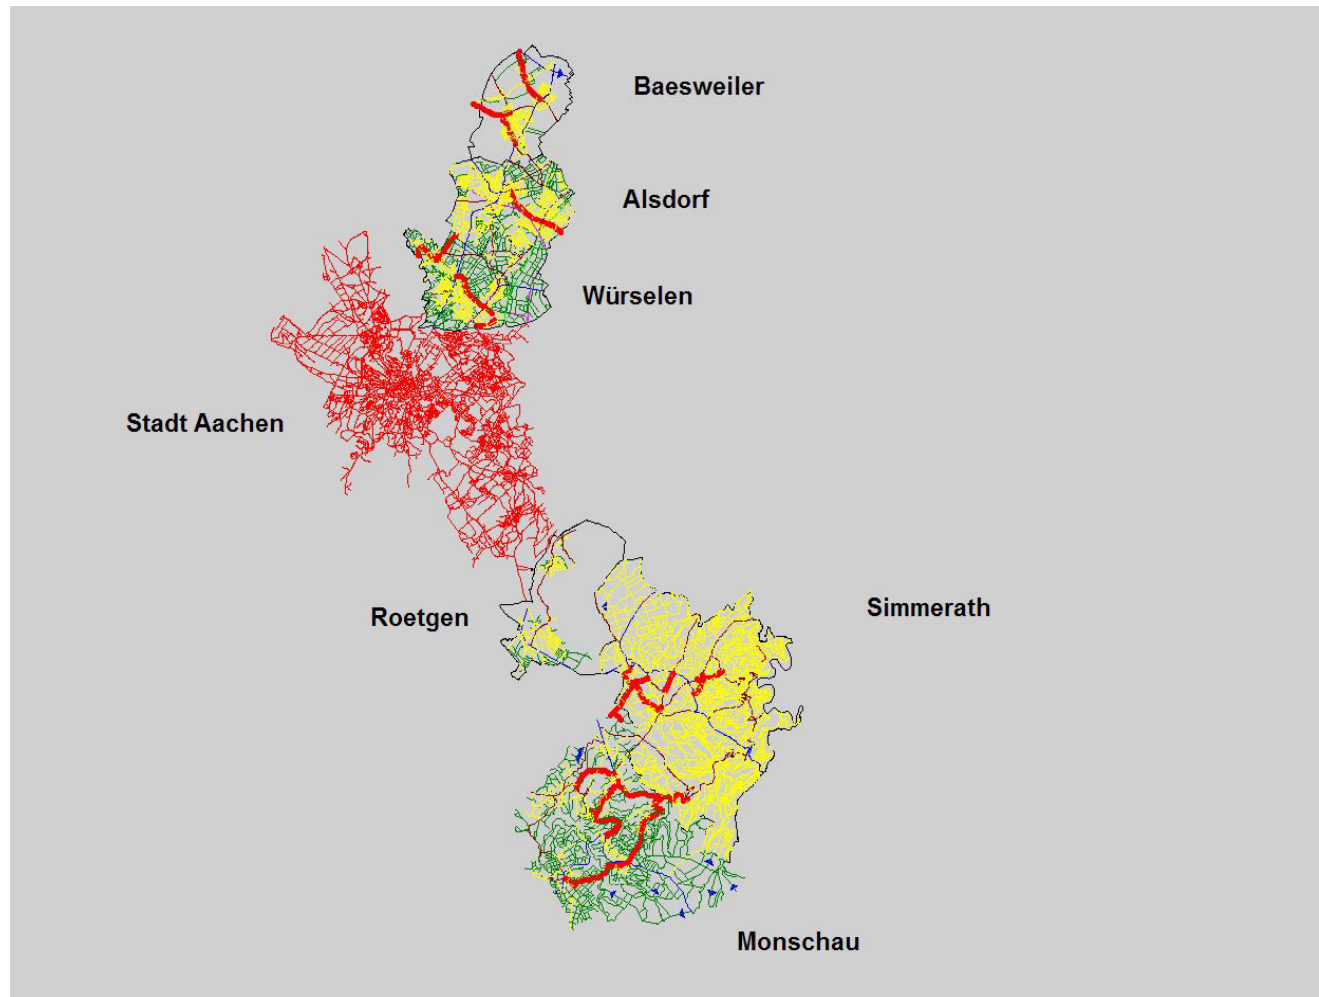 Baesweiler
Alsdorf
Würselen
Stadt Aachen
Roetgen
Simmerath
Monschau